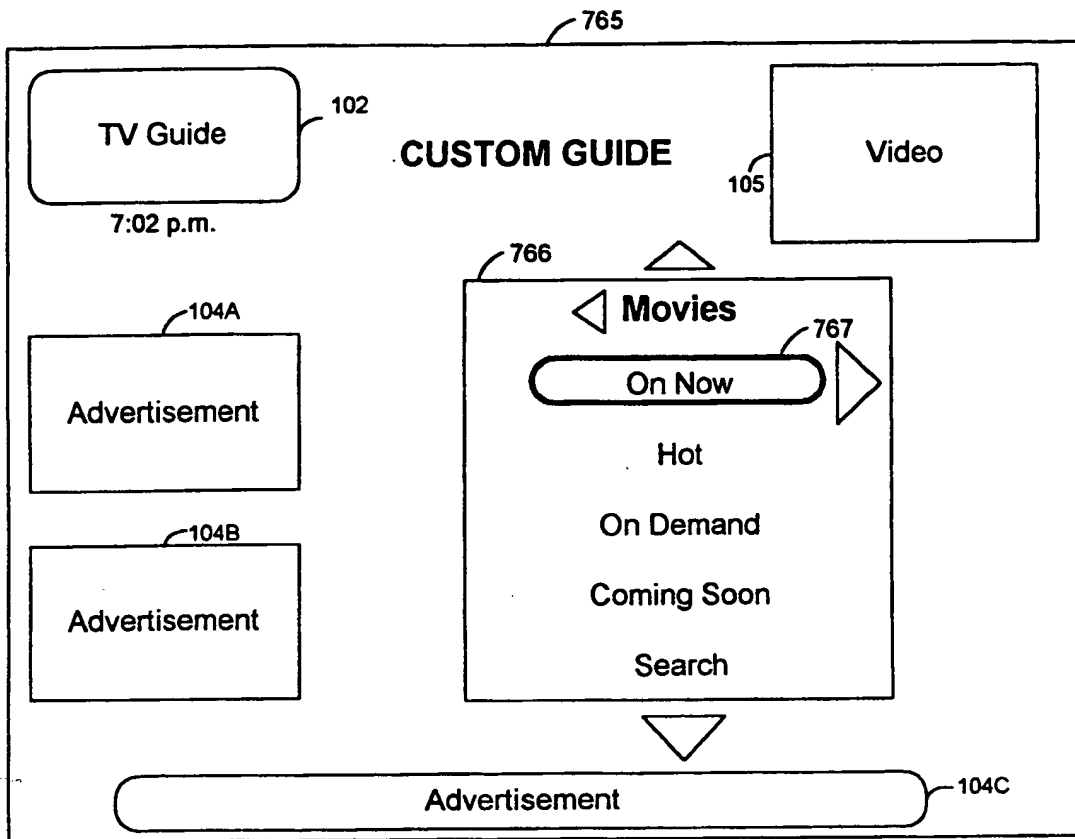 765
TV Guide
102
CUSTOM GUIDE
Video
105
7:02 p.m.
766
Movies
104A
767
Advertisement
On Now
Hot
104B
On Demand
Advertisement
Coming Soon
Search
Advertisement
104C